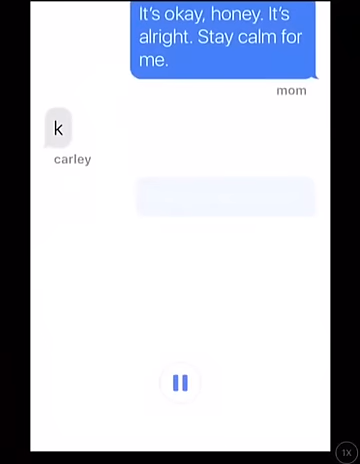 It's okay, honey. It's
alright. Stay calm for
me.
mom
k
carley
1X